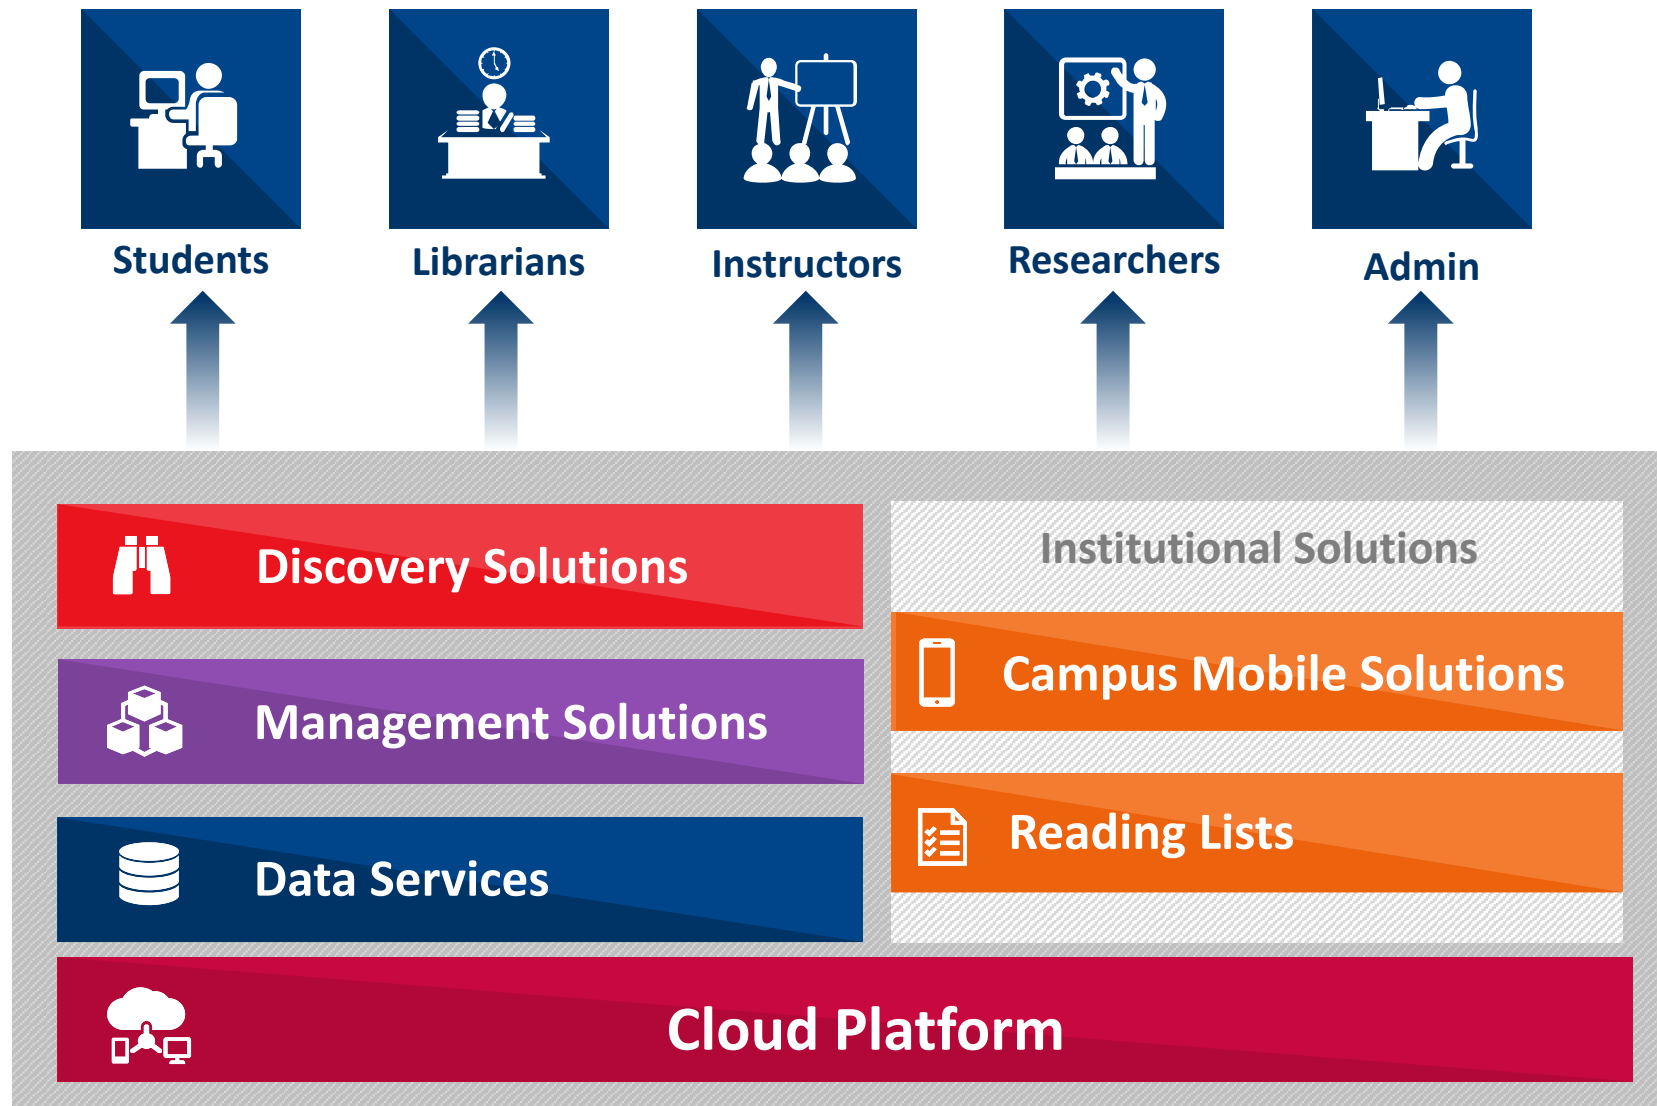 Students
Librarians
Instructors
Researchers
Admin
Discovery Solutions
Management Solutions
Data Services
Institutional Solutions
Campus Mobile Solutions
Reading Lists
Cloud Platform